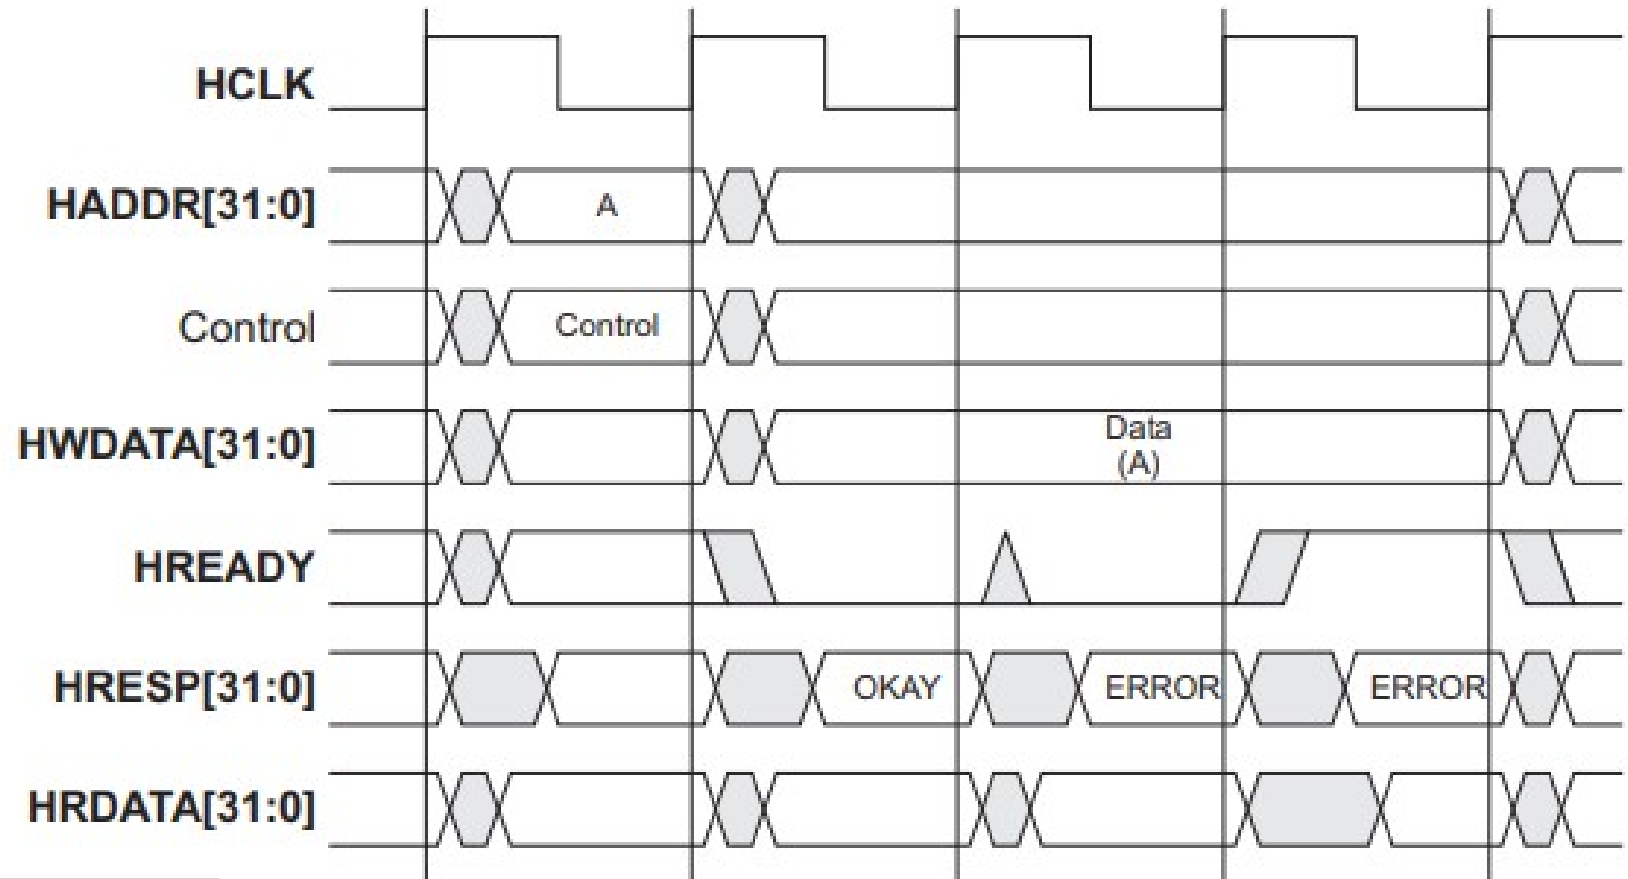 HCLK
HADDR[31:0]
A
Control
Control
HWDATA[31:0]
Data
(A)
HREADY
HRESP[31:0]
OKAY
ERROR
ERROR
HRDATA[31:0]